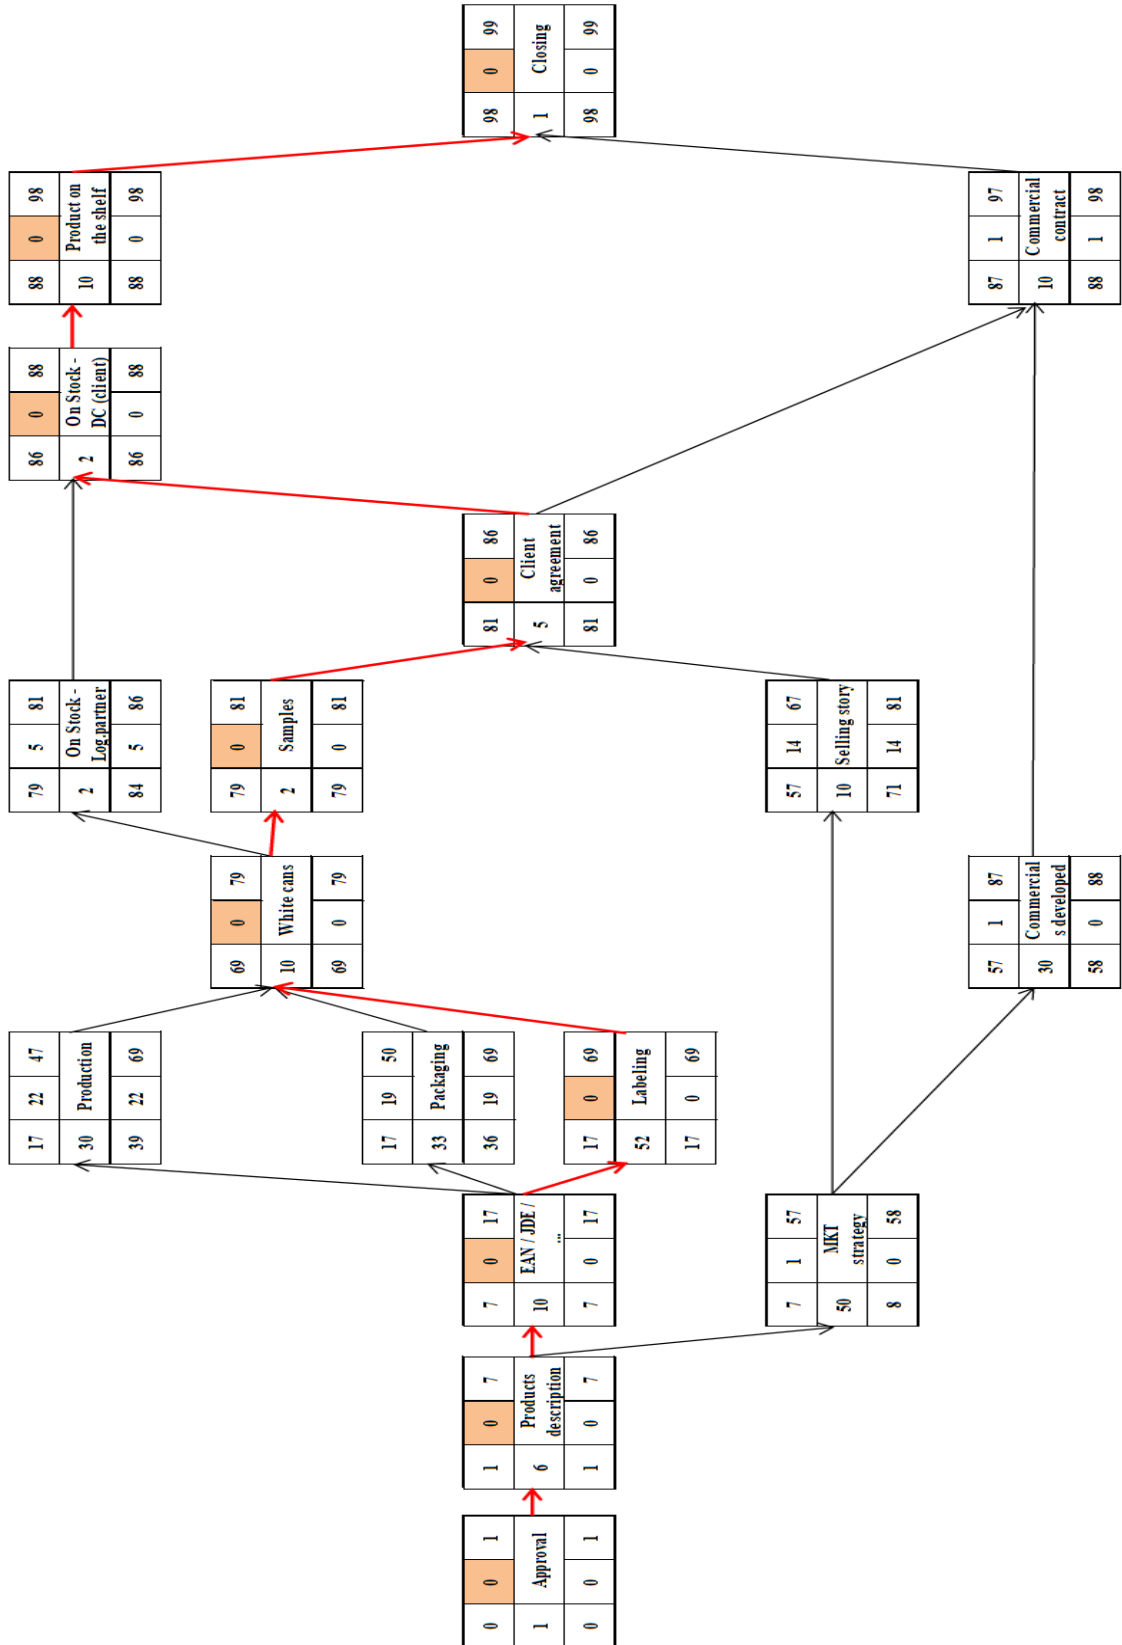 0 0 1
1 Approval
0 0 1
1 0 7
6 Products
description
1 0 7
7 0 17
10 EAN / JDE /
...
7 0 17
7 1 57
50 MKT
strategy
8 0 58
17 22 47
30 Production
39 22 69
17 19 50
33 Packaging
36 19 69
17 0 69
52 Labeling
17 0 69
69 0 79
10 White cans
69 0 79
57 1 87
30 Commercial
s developed
58 0 88
79 5 81
2 On Stock -
Log.partner
84 5 86
79 0 81
2 Samples
79 0 81
57 14 67
10 Selling story
71 14 81
81 0 86
5 Client
agreement
81 0 86
86 0 88
2 On Stock -
DC (client)
86 0 88
88 0 98
10 Product on
the shelf
88 0 98
87 1 97
10 Commercial
contract
88 1 98
98 0 99
1 Closing
98 0 99